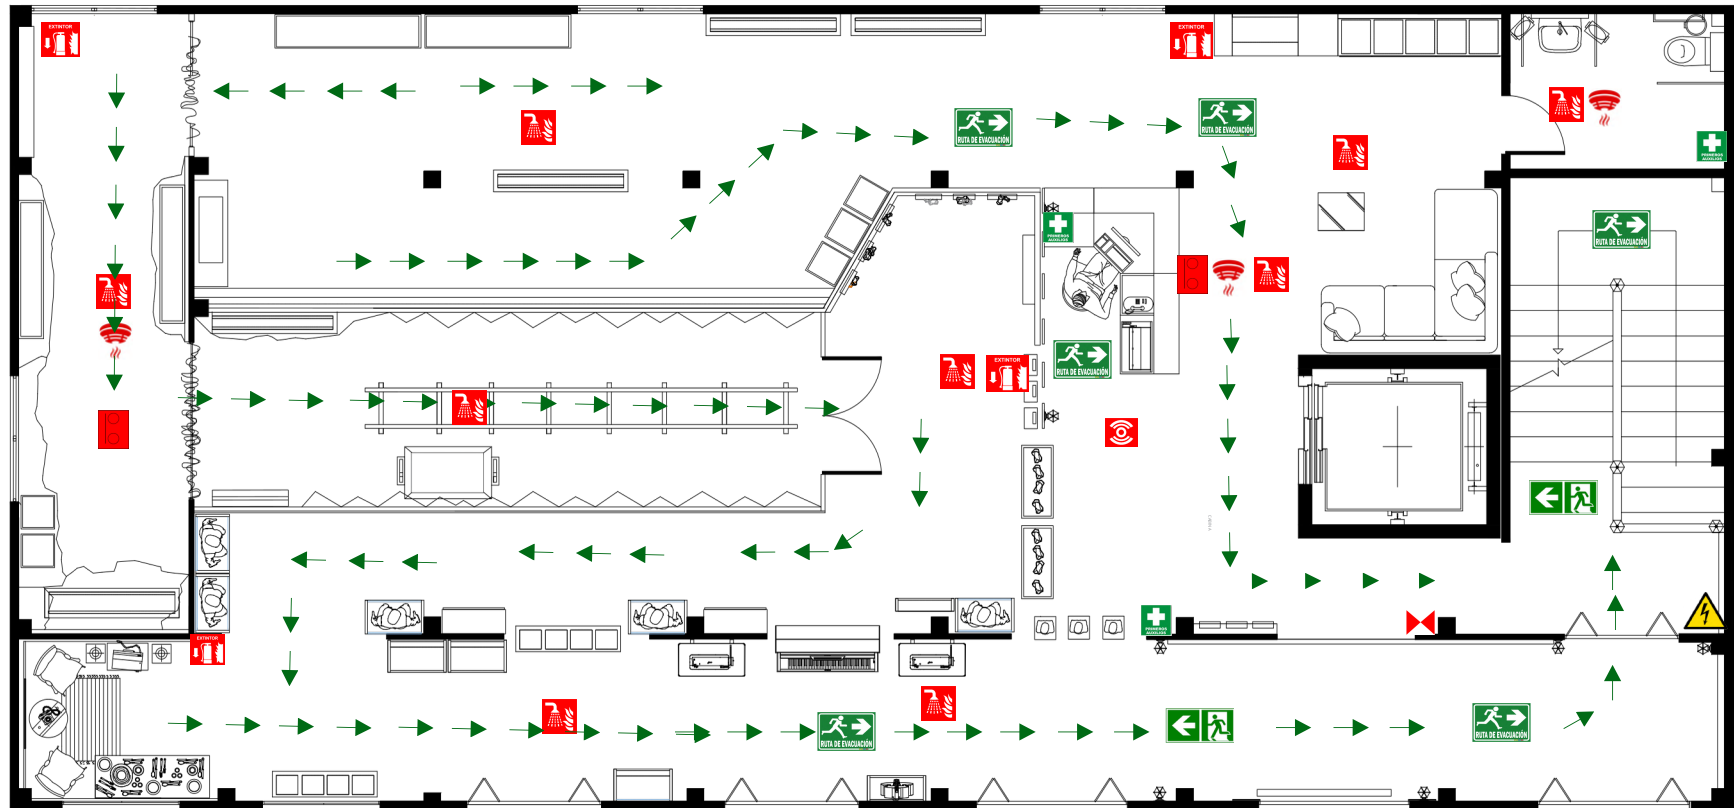 EXTINTOR
EXTINTOR
RUTA DE EVACUACIÓN
RUTA DE EVACUACIÓN
PRIMEROS
AUXILIOS
PRIMEROS
AUXILIOS
RUTA DE EVACUACIÓN
RUTA DE EVACUACIÓN
EXTINTOR
PRIMEROS
AUXILIOS
EXTINTOR
RUTA DE EVACUACIÓN
RUTA DE EVACUACIÓN